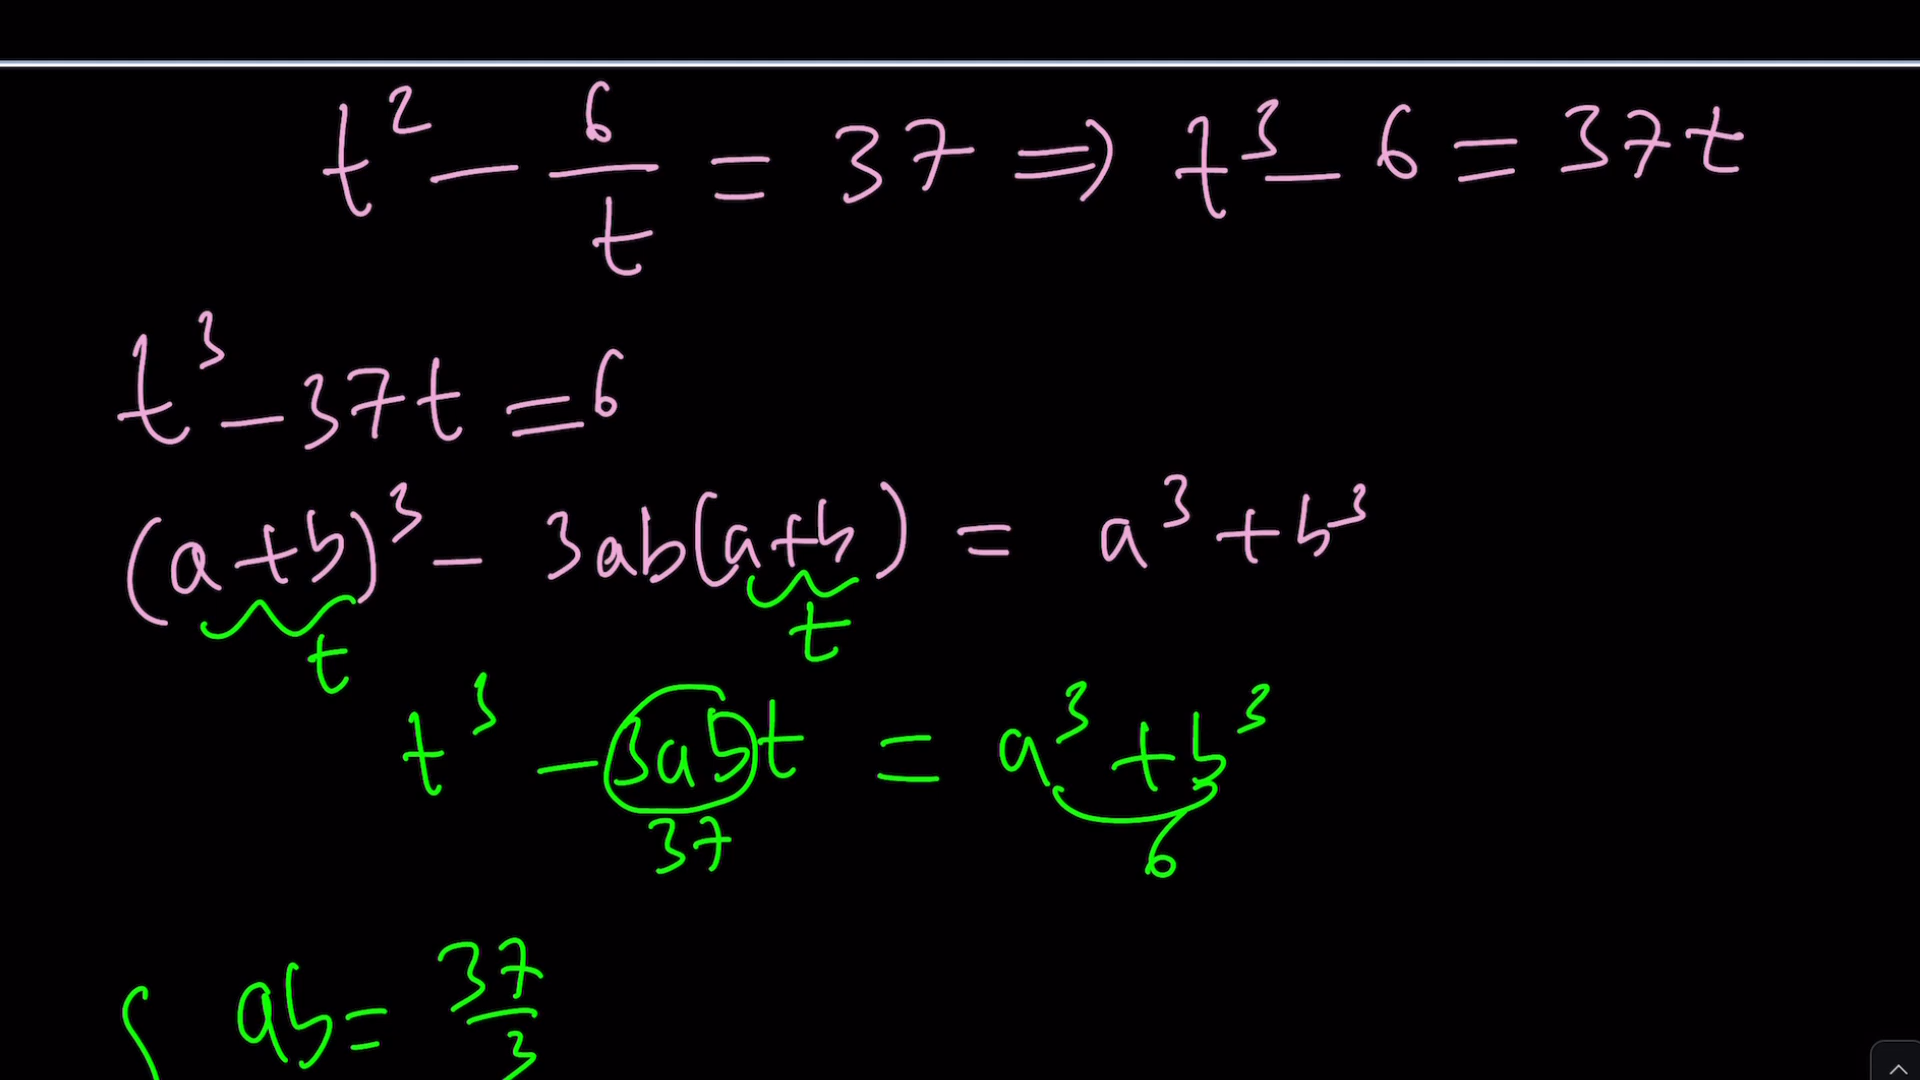 t² - 6/t = 37 ⇒ t³ - 6 = 37t
t³ - 37t = 6
(a+b)³ - 3ab(a+b) = a³ + b³
t t
t³ - 3abt = a³ + b³
37 6
{ ab = 37/3